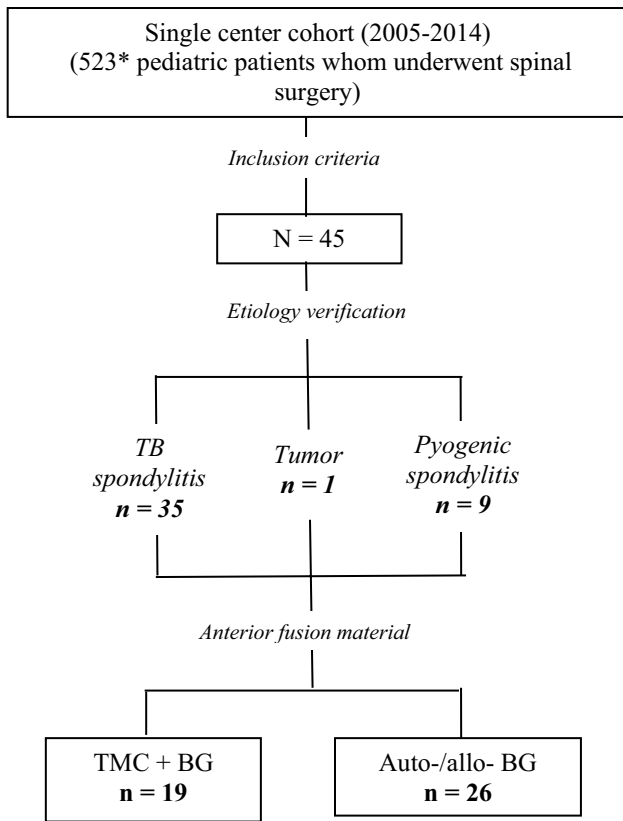 Single center cohort (2005-2014)
(523* pediatric patients whom underwent spinal
surgery)
Inclusion criteria
N = 45
Etiology verification
TB
spondylitis
n = 35
Tumor
n = 1
Pyogenic
spondylitis
n = 9
Anterior fusion material
TMC + BG
n = 19
Auto-/allo- BG
n = 26